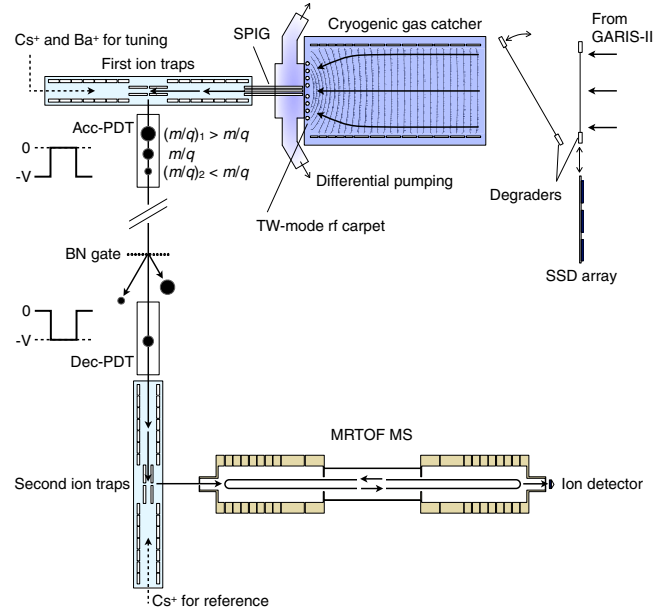 Cs⁺ and Ba⁺ for tuning
SPIG
Cryogenic gas catcher
From
GARIS-II
First ion traps
Acc-PDT
(m/q)₁ > m/q
m/q
(m/q)₂ < m/q
0
-V
Differential pumping
TW-mode rf carpet
Degraders
SSD array
BN gate
0
-V
Dec-PDT
MRTOF MS
Second ion traps
Ion detector
Cs⁺ for reference